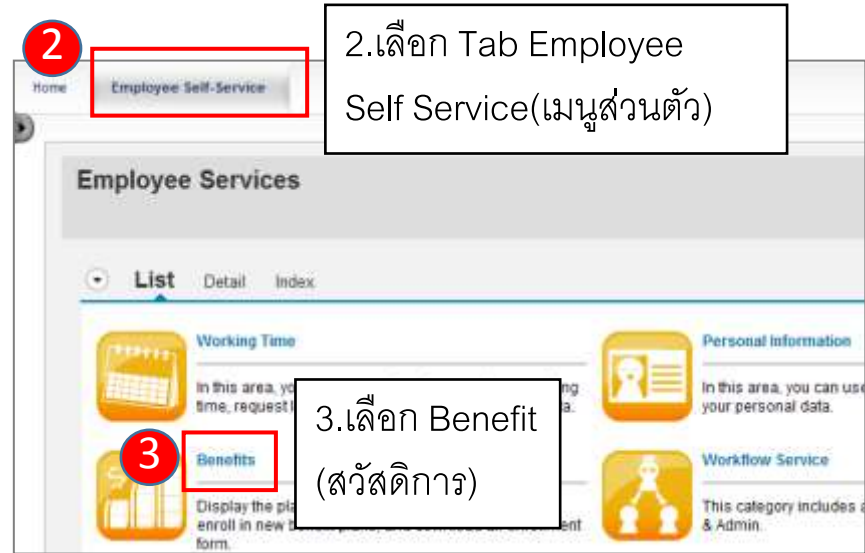 2
2.เลือก Tab Employee
Self Service(เมนูส่วนตัว)
Home
Employee Self-Service
Employee Services
List
Detail
Index
Working Time
In this area, yo
ng
time, request l
a.
Personal Information
In this area, you can use
your personal data.
3.เลือก Benefit
(สวัสดิการ)
3
Benefits
Display the pla
enroll in new b
ent
form.
Workflow Service
This category includes a
& Admin.